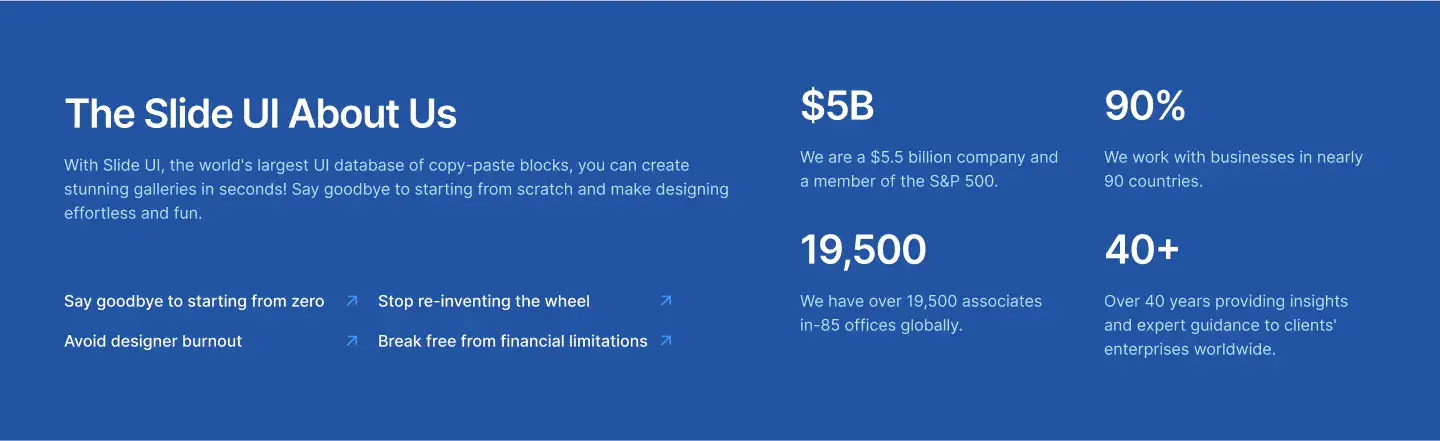 The Slide UI About Us
With Slide UI, the world's largest UI database of copy-paste blocks, you can create
stunning galleries in seconds! Say goodbye to starting from scratch and make designing
effortless and fun.
Say goodbye to starting from zero
Stop re-inventing the wheel
Avoid designer burnout
Break free from financial limitations
$5B
We are a $5.5 billion company and
a member of the S&P 500.
90%
We work with businesses in nearly
90 countries.
19,500
We have over 19,500 associates
in-85 offices globally.
40+
Over 40 years providing insights
and expert guidance to clients'
enterprises worldwide.